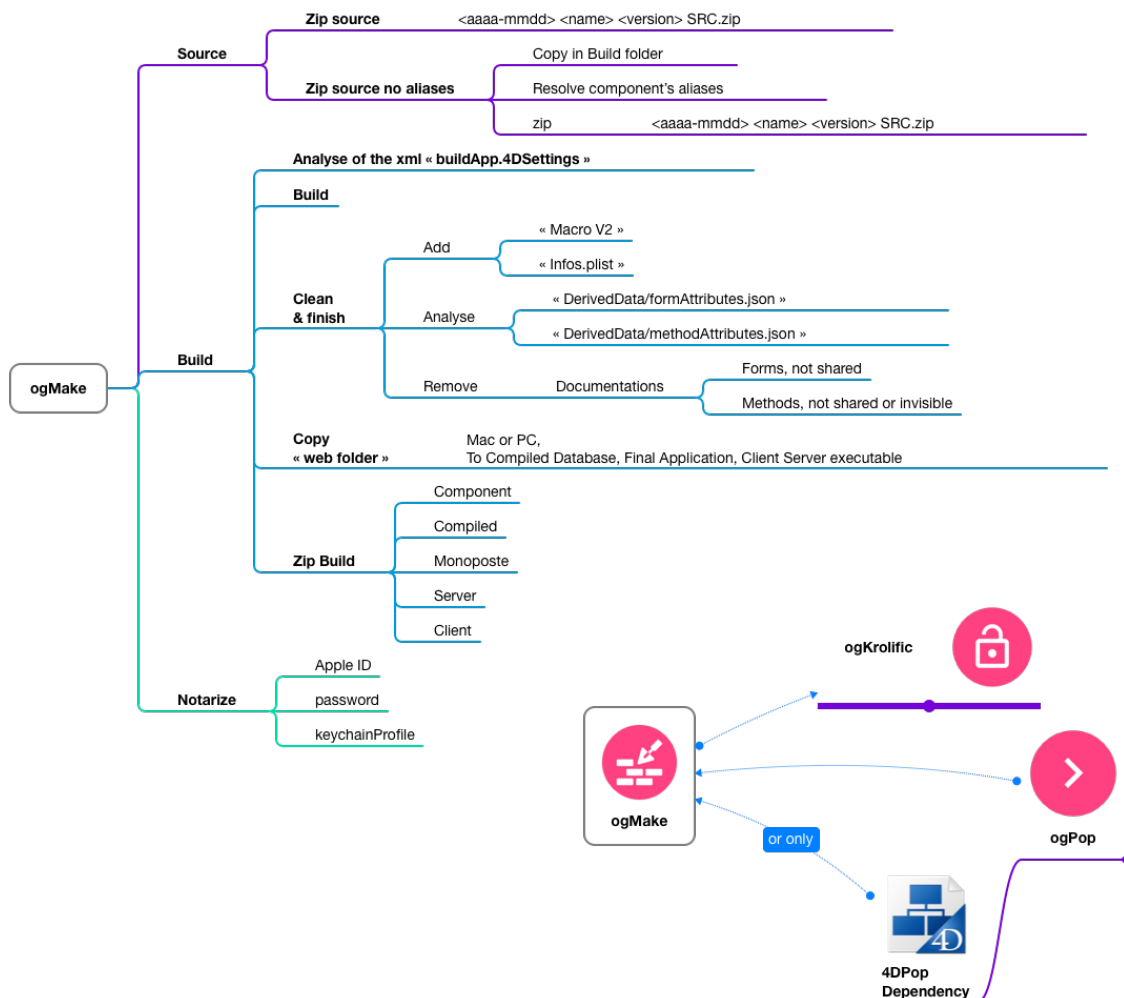 Zip source <aaaa-mmdd> <name> <version> SRC.zip
Source
Copy in Build folder
Zip source no aliases
Resolve component's aliases
zip <aaaa-mmdd> <name> <version> SRC.zip
Analyse of the xml « buildApp.4DSettings »
Build
« Macro V2 »
Add
« Infos.plist »
Clean
& finish
« DerivedData/formAttributes.json »
Analyse
« DerivedData/methodAttributes.json »
Build
ogMake
Forms, not shared
Remove
Documentations
Methods, not shared or invisible
Copy
« web folder »
Mac or PC,
To Compiled Database, Final Application, Client Server executable
Component
Compiled
Zip Build
Monoposte
Server
Client
Apple ID
Notarize
password
keychainProfile
ogKrolific
ogMake
or only
ogPop
4D
4DPop
Dependency